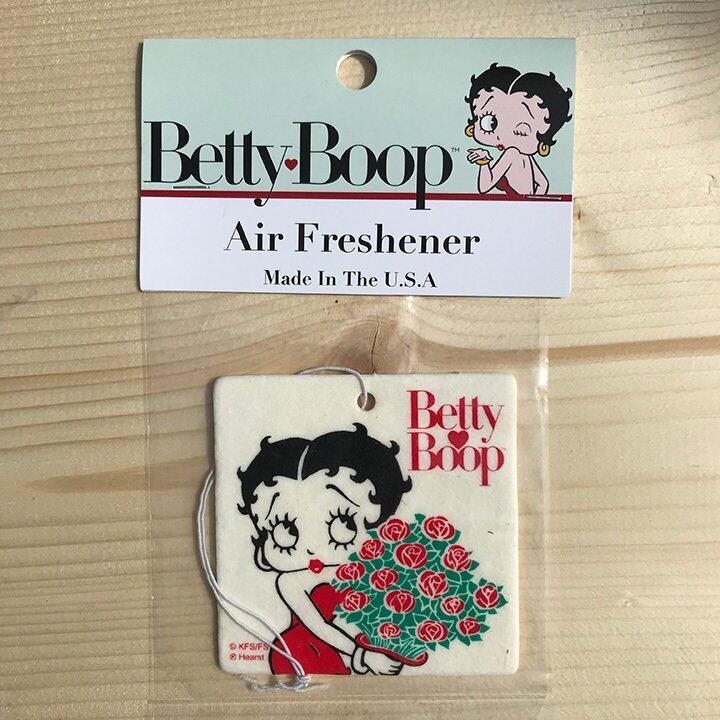 Betty Boop™
Air Freshener
Made In The U.S.A
Betty
Boop
© KFS/FS
℗ Hearst